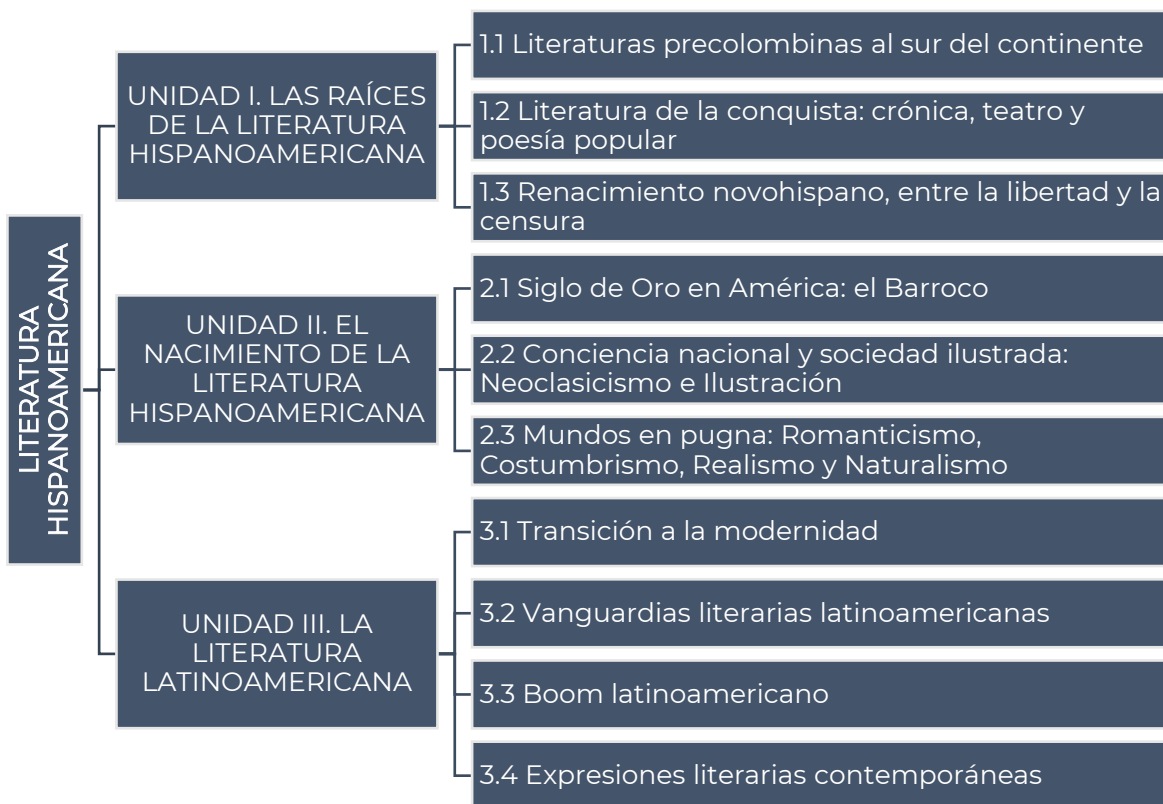 LITERATURA
HISPANOAMERICANA
UNIDAD I. LAS RAÍCES
DE LA LITERATURA
HISPANOAMERICANA
1.1 Literaturas precolombinas al sur del continente
1.2 Literatura de la conquista: crónica, teatro y
poesía popular
1.3 Renacimiento novohispano, entre la libertad y la
censura
UNIDAD II. EL
NACIMIENTO DE LA
LITERATURA
HISPANOAMERICANA
2.1 Siglo de Oro en América: el Barroco
2.2 Conciencia nacional y sociedad ilustrada:
Neoclasicismo e Ilustración
2.3 Mundos en pugna: Romanticismo,
Costumbrismo, Realismo y Naturalismo
UNIDAD III. LA
LITERATURA
LATINOAMERICANA
3.1 Transición a la modernidad
3.2 Vanguardias literarias latinoamericanas
3.3 Boom latinoamericano
3.4 Expresiones literarias contemporáneas